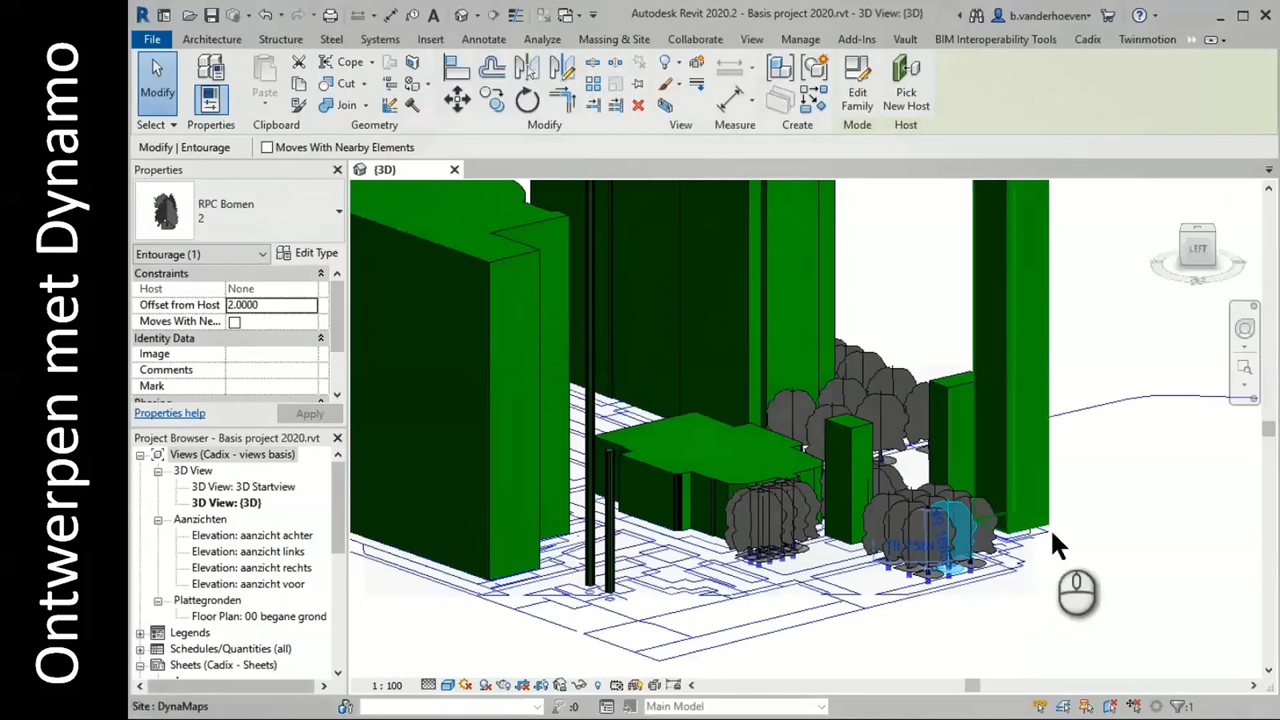 Ontwerpen met Dynamo
Autodesk Revit 2020.2 - Basis project 2020.rvt - 3D View: {3D}
b.vanderhoeven
File Architecture Structure Steel Systems Insert Annotate Analyze Massing & Site Collaborate View Manage Add-Ins Vault BIM Interoperability Tools Cadix Twinmotion
Modify
Paste
Cope
Cut
Join
Edit Family
Pick New Host
Select Properties Clipboard Geometry Modify View Measure Create Mode Host
Modify | Entourage
Moves With Nearby Elements
Properties
{3D}
RPC Bomen
2
Entourage (1)
Edit Type
Constraints
Host None
Offset from Host 2.0000
Moves With Ne...
Identity Data
Image
Comments
Mark
Properties help
Apply
LEFT
Project Browser - Basis project 2020.rvt
Views (Cadix - views basis)
3D View
3D View: 3D Startview
3D View: {3D}
Aanzichten
Elevation: aanzicht achter
Elevation: aanzicht links
Elevation: aanzicht rechts
Elevation: aanzicht voor
Plattegronden
Floor Plan: 00 begane grond
Legends
Schedules/Quantities (all)
Sheets (Cadix - Sheets)
1 : 100
Site : DynaMaps
:0
Main Model
:1